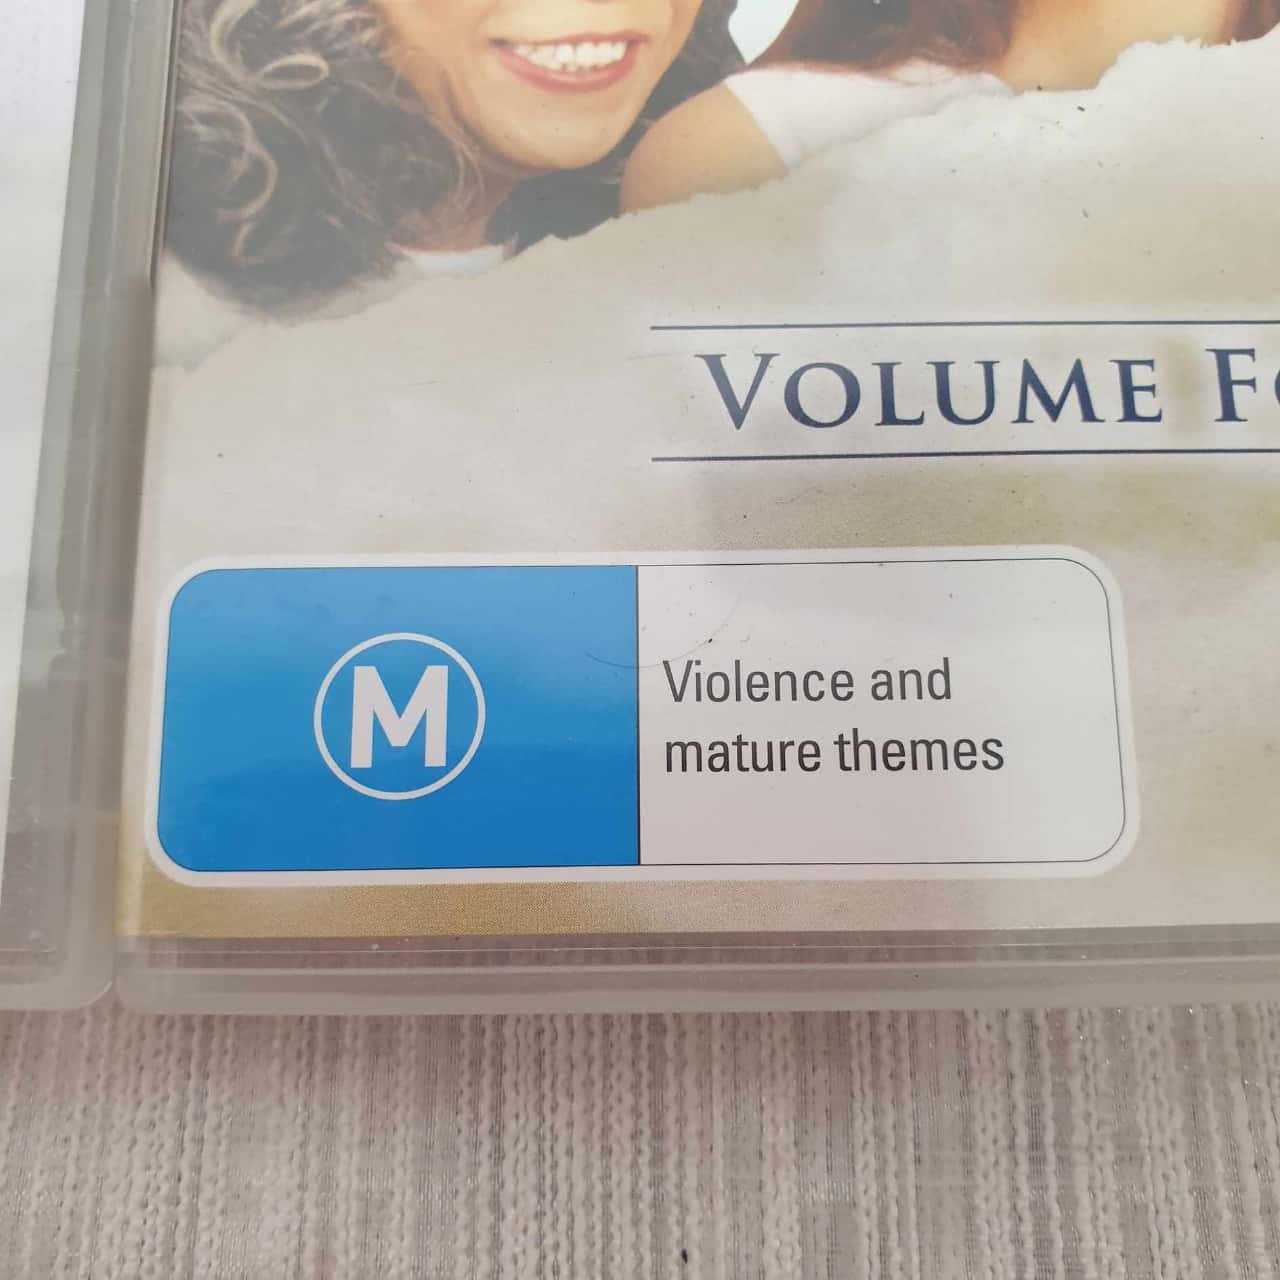 VOLUME
M
Violence and
mature themes